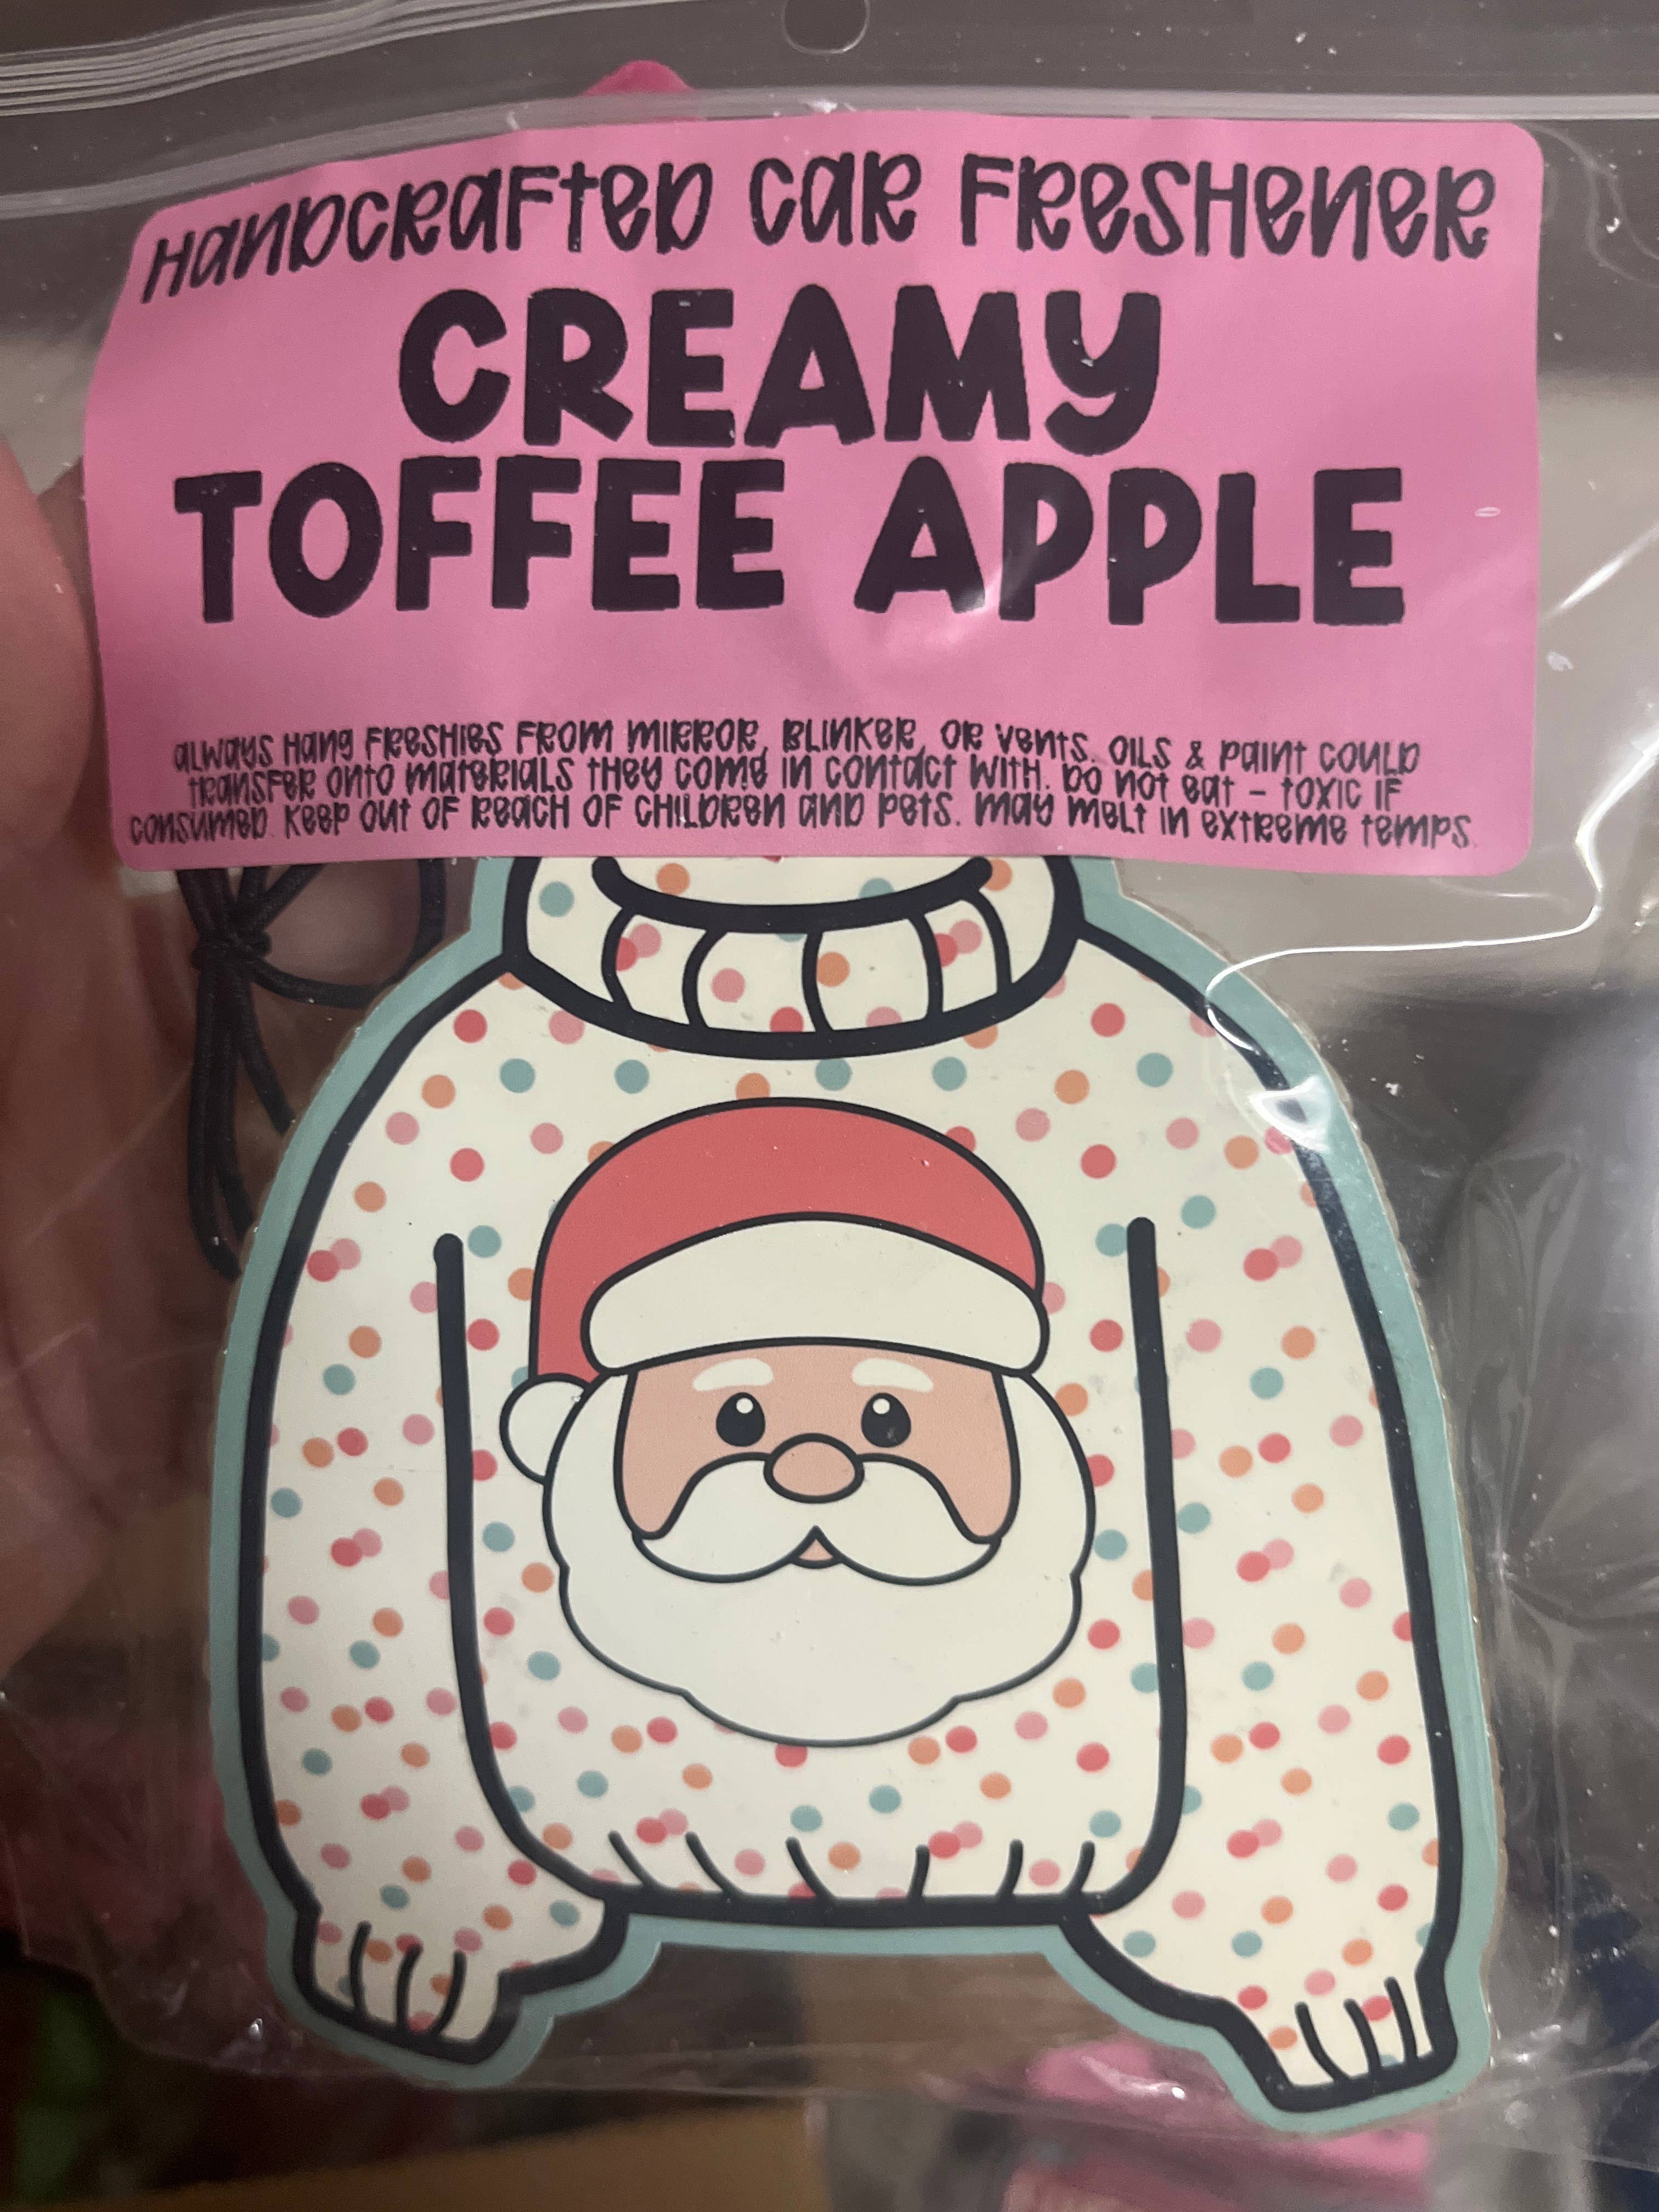 HANDCRAFTED CAR FRESHENER
CREAMY
TOFFEE APPLE
ALWAYS HANG FRESHIES FROM MIRROR, BLINKER, OR VENTS. OILS & PAINT COULD
TRANSFER ONTO MATERIALS THEY COME IN CONTACT WITH. DO NOT EAT - TOXIC IF
CONSUMED. KEEP OUT OF REACH OF CHILDREN AND PETS. MAY MELT IN EXTREME TEMPS.